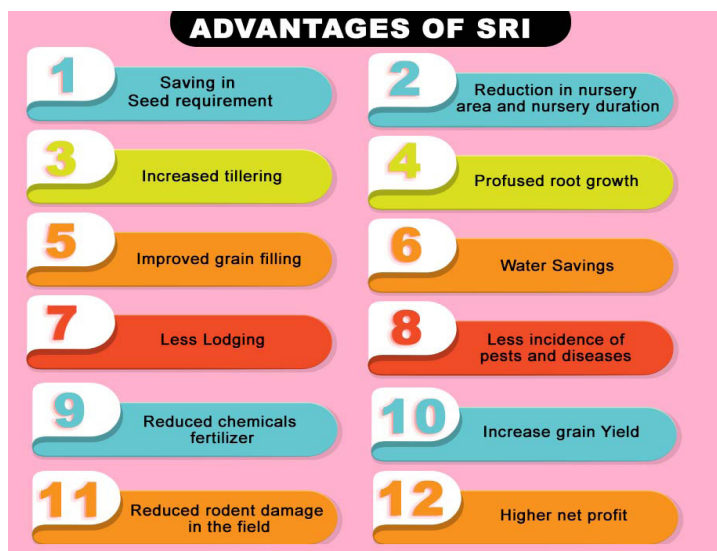 ADVANTAGES OF SRI
1
Saving in
Seed requirement
2
Reduction in nursery
area and nursery duration
3
Increased tillering
4
Profused root growth
5
Improved grain filling
6
Water Savings
7
Less Lodging
8
Less incidence of
pests and diseases
9
Reduced chemicals
fertilizer
10
Increase grain Yield
11
Reduced rodent damage
in the field
12
Higher net profit